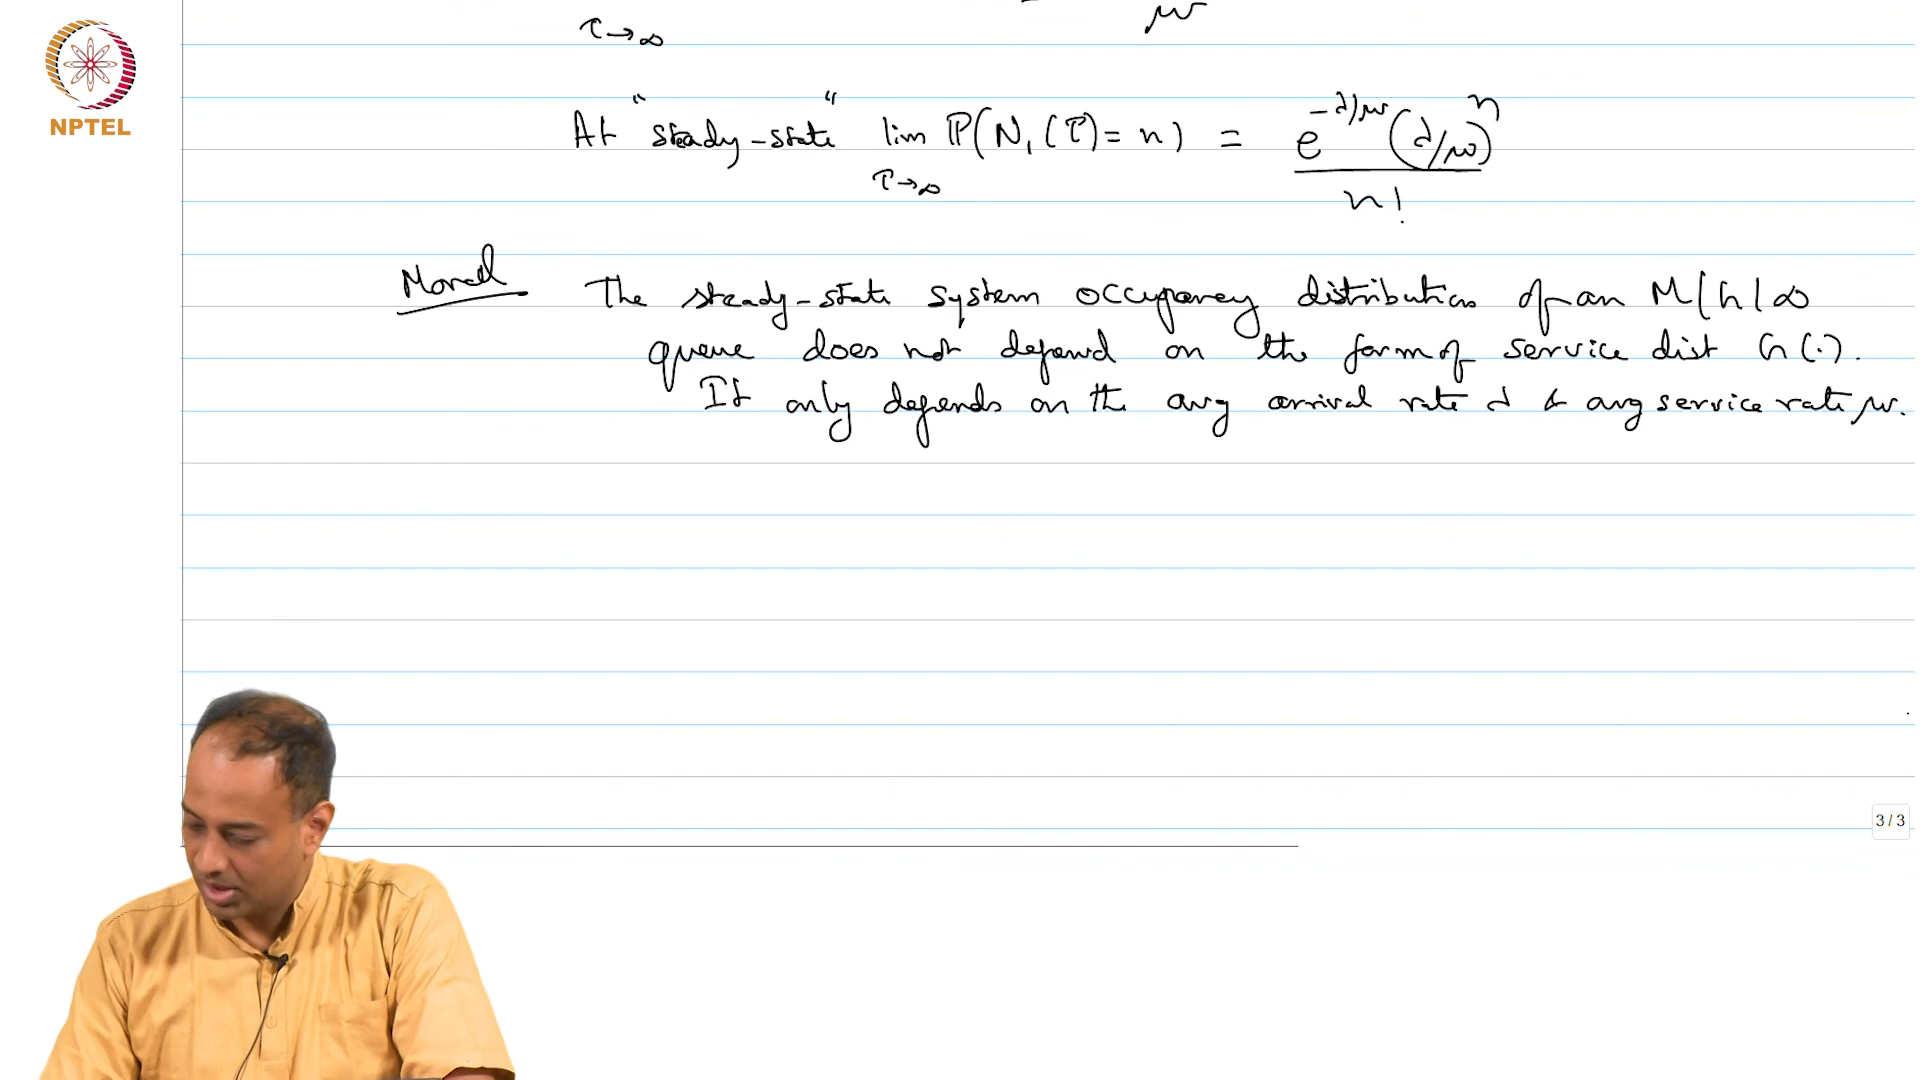 τ→∞ μ
NPTEL
At "steady-state" lim ℙ(N₁(τ)=n) = e^{-λ/μ}(λ/μ)^n / n!
τ→∞
Moral The steady-state system occupancy distribution of an M/G/∞
queue does not depend on the form of service dist G(.).
It only depends on the avg arrival rate λ & avg service rate μ.
3 / 3